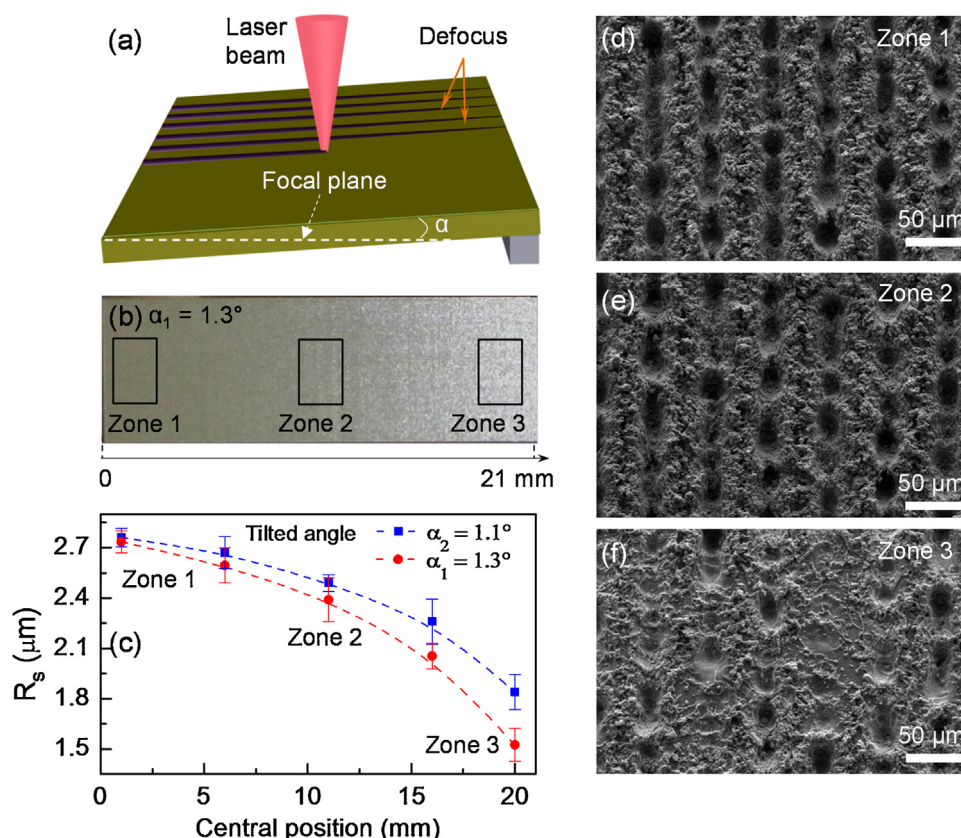 (a)
Laser
beam
Defocus
Focal plane
α
(b) α₁ = 1.3°
Zone 1 Zone 2 Zone 3
0 21 mm
2.7
2.4
2.1
1.8
1.5
Rₛ (μm)
(c)
Tilted angle
α₂ = 1.1°
α₁ = 1.3°
Zone 1
Zone 2
Zone 3
0 5 10 15 20
Central position (mm)
(d) Zone 1
50 μm
(e) Zone 2
50 μm
(f) Zone 3
50 μm